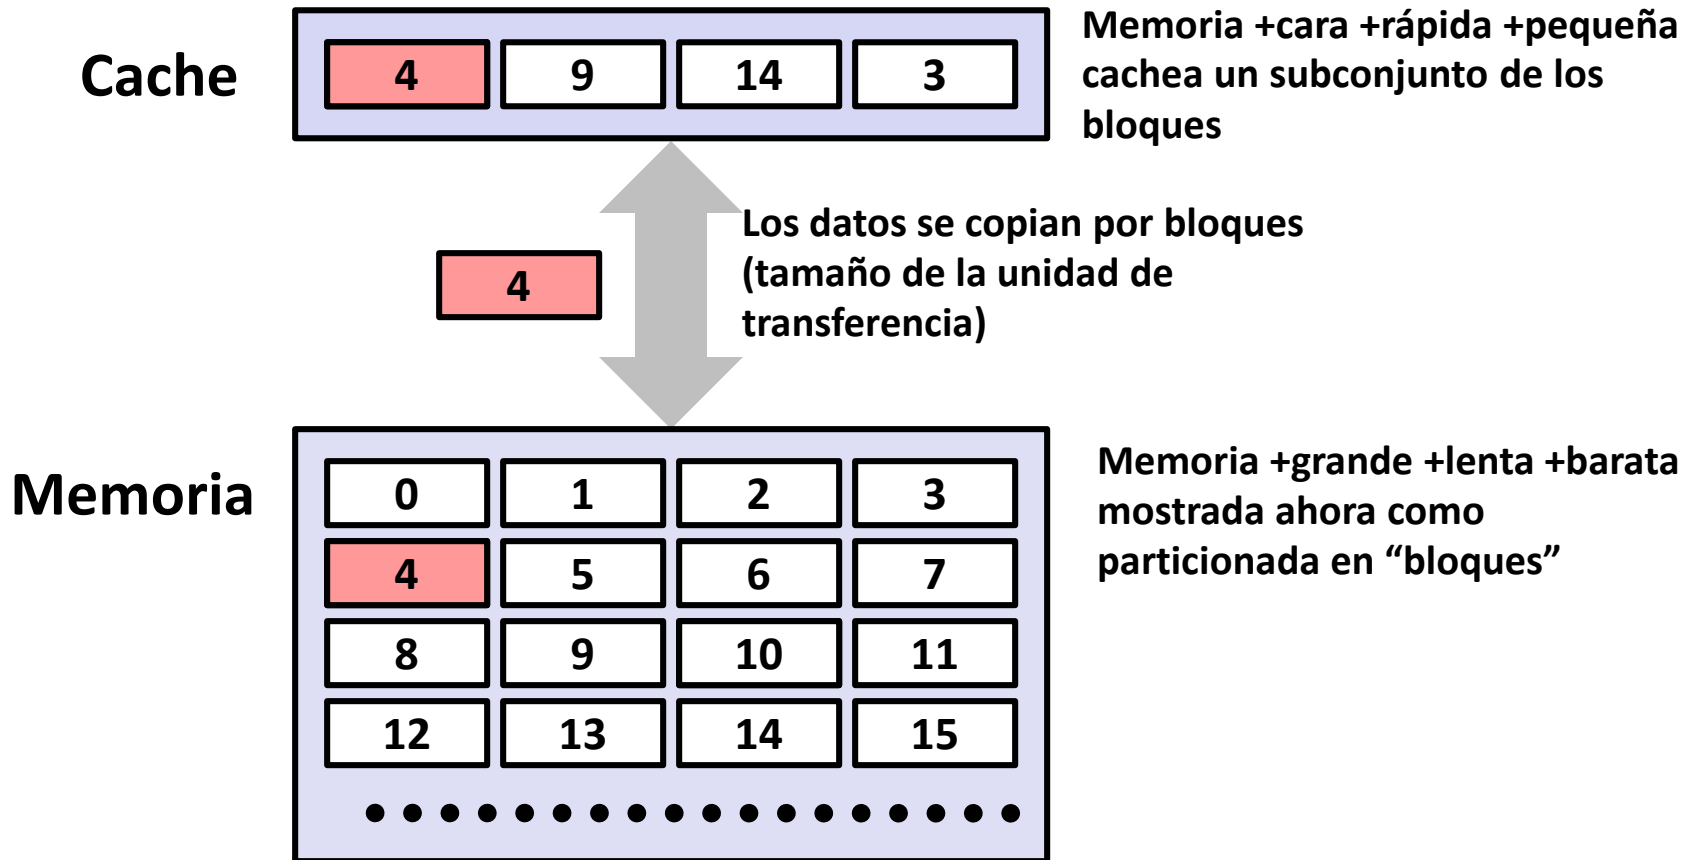 Cache
4 9 14 3
Memoria +cara +rápida +pequeña
cachea un subconjunto de los
bloques
4
Los datos se copian por bloques
(tamaño de la unidad de
transferencia)
Memoria
0 1 2 3
4 5 6 7
8 9 10 11
12 13 14 15
Memoria +grande +lenta +barata
mostrada ahora como
particionada en “bloques”